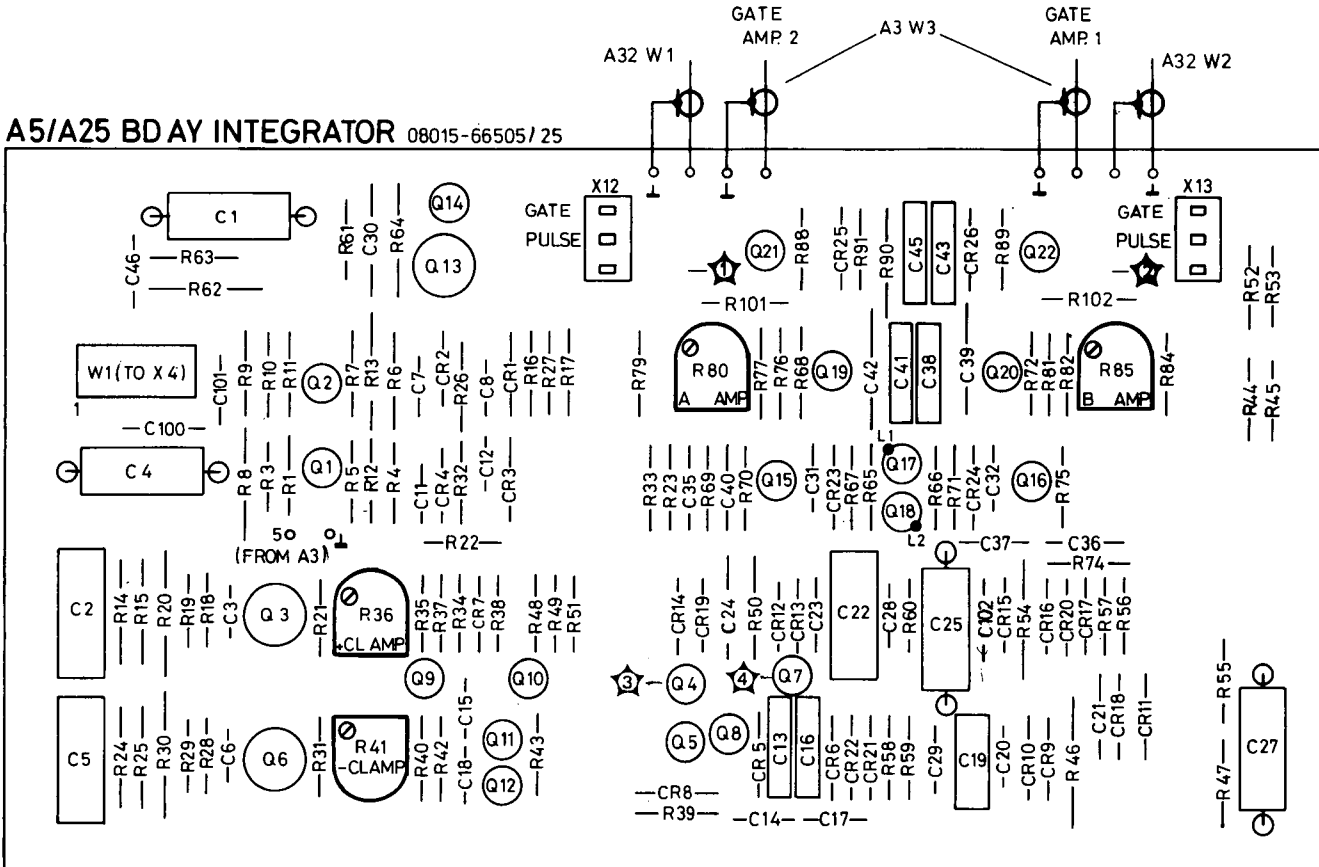 GATE AMP. 2
A3 W3
GATE AMP. 1
A32 W1
A32 W2
A5/A25 BD AY INTEGRATOR 08015-66505/25
X12
GATE
PULSE
X13
GATE
PULSE
C1
C46
R63
R62
R61
C30
R64
Q14
Q13
1
Q21
R88
CR25
R91
R90
C45
C43
CR26
R89
Q22
2
R52
R53
R101
R102
W1(TO X4)
1
C101
R9
R10
R11
Q2
R7
R13
R6
C7
CR2
R26
C8
CR1
R16
R27
R17
R79
R80
A AMP
R77
R76
R68
Q19
C42
C41
C38
C39
Q20
R72
R81
R82
R85
B AMP
R84
R44
R45
C100
C4
R8
R3
R1
Q1
R5
R12
R4
C11
CR4
R32
C12
CR3
R33
R23
C35
R69
C40
R70
Q15
C31
CR23
R67
R65
L1
Q17
Q18
L2
R66
R71
CR24
C32
Q16
R75
5
(FROM A3)
R22
C37
C36
R74
C2
R14
R15
R20
R19
R18
C3
Q3
R21
R36
+CLAMP
R35
R37
R34
CR7
R38
R48
R49
R51
CR14
CR19
C24
R50
CR12
CR13
C23
C22
C28
R60
C25
C102
CR15
R54
CR16
CR20
CR17
R57
R56
Q9
Q10
3
Q4
4
Q7
R55
C5
R24
R25
R30
R29
R28
C6
Q6
R31
R41
-CLAMP
R40
R42
C15
C18
Q11
Q12
R43
Q5
Q8
CR5
C13
C16
CR6
CR22
CR21
R58
R59
C29
C19
C20
CR10
CR9
R46
C21
CR18
CR11
R47
C27
CR8
R39
C14
C17